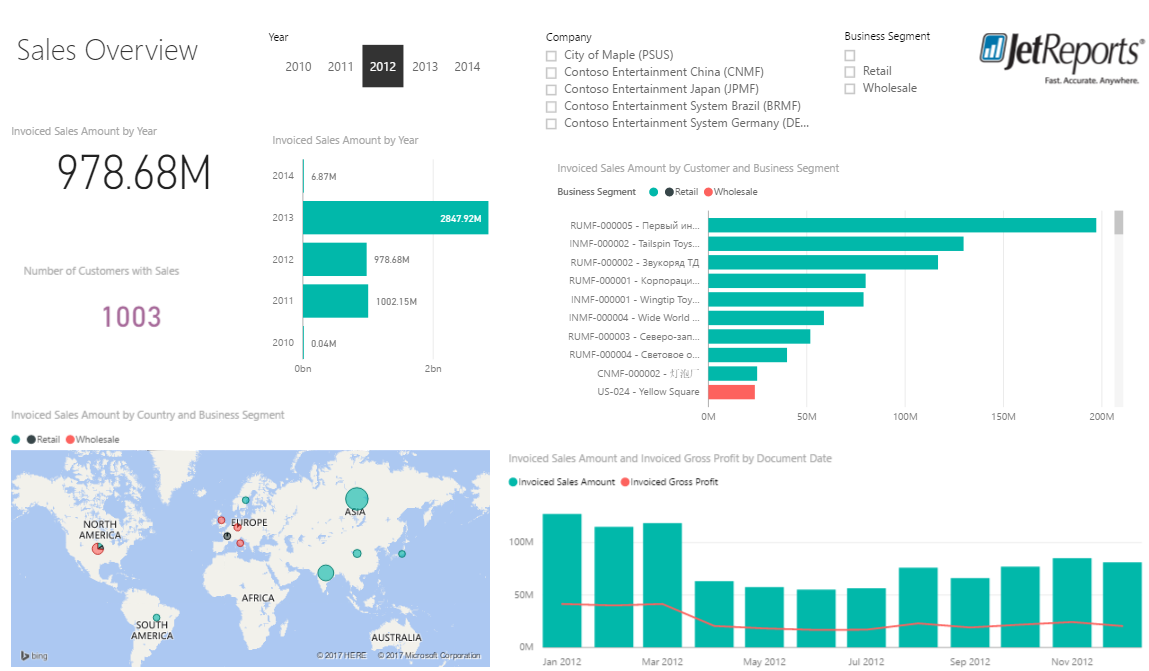 Sales Overview
Year
2010 2011 2012 2013 2014
Company
City of Maple (PSUS)
Contoso Entertainment China (CNMF)
Contoso Entertainment Japan (JPMF)
Contoso Entertainment System Brazil (BRMF)
Contoso Entertainment System Germany (DE...
Business Segment
Retail
Wholesale
JetReports®
Fast. Accurate. Anywhere.
Invoiced Sales Amount by Year
978.68M
Number of Customers with Sales
1003
Invoiced Sales Amount by Year
2014 6.87M
2013 2847.92M
2012 978.68M
2011 1002.15M
2010 0.04M
0bn 2bn
Invoiced Sales Amount by Customer and Business Segment
Business Segment Retail Wholesale
RUMF-000005 - Первый ин...
INMF-000002 - Tailspin Toys...
RUMF-000002 - Звукоряд ТД
RUMF-000001 - Корпораци...
INMF-000001 - Wingtip Toy...
INMF-000004 - Wide World ...
RUMF-000003 - Северо-зап...
RUMF-000004 - Световое о...
CNMF-000002 - 灯泡厂
US-024 - Yellow Square
0M 50M 100M 150M 200M
Invoiced Sales Amount by Country and Business Segment
Retail Wholesale
NORTH
AMERICA
EUROPE
ASIA
AFRICA
SOUTH
AMERICA
AUSTRALIA
bing
© 2017 HERE © 2017 Microsoft Corporation
Invoiced Sales Amount and Invoiced Gross Profit by Document Date
Invoiced Sales Amount Invoiced Gross Profit
100M
50M
0M
Jan 2012 Mar 2012 May 2012 Jul 2012 Sep 2012 Nov 2012